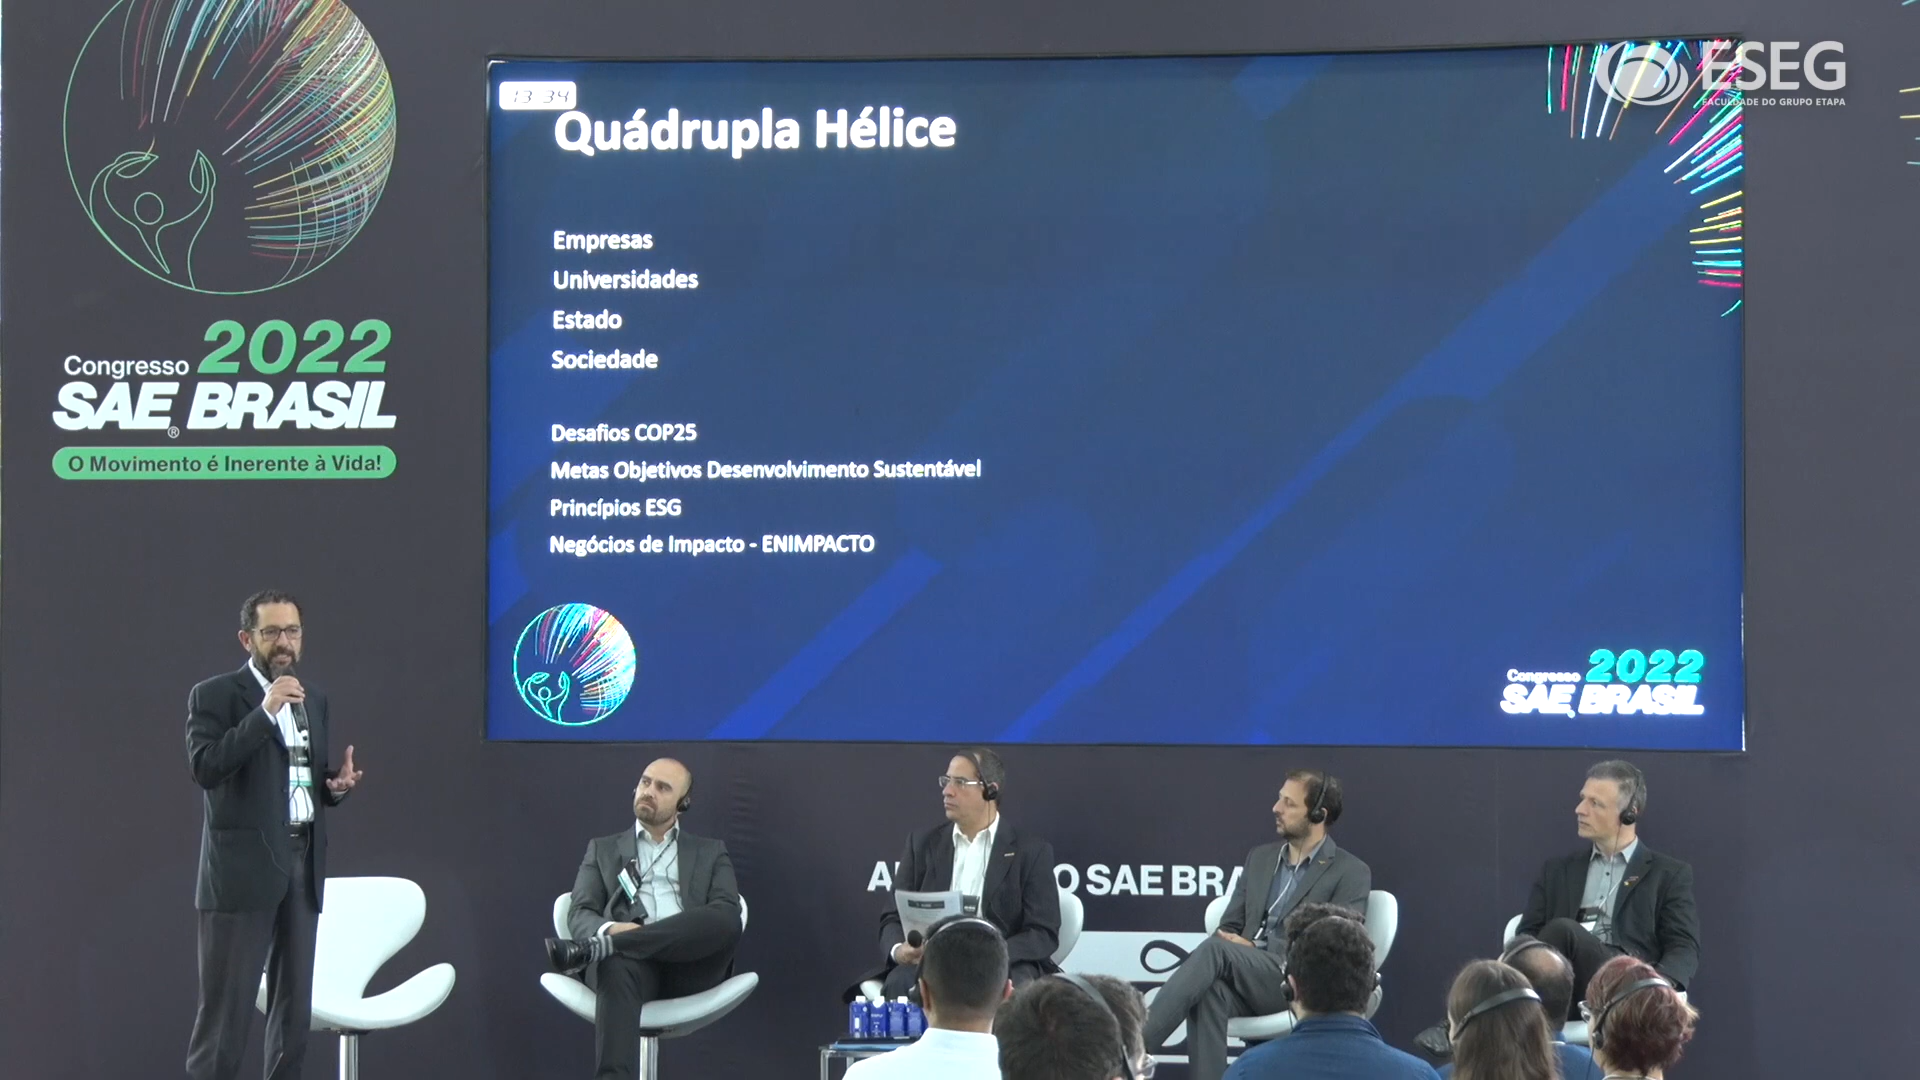 ESEG
FACULDADE DO GRUPO ETAPA
13 34
Quádrupla Hélice
Empresas
Universidades
Estado
Sociedade
Desafios COP25
Metas Objetivos Desenvolvimento Sustentável
Princípios ESG
Negócios de Impacto - ENIMPACTO
Congresso 2022
SAE BRASIL
®
O Movimento é Inerente à Vida!
Congresso 2022
SAE BRASIL
O SAE BRA